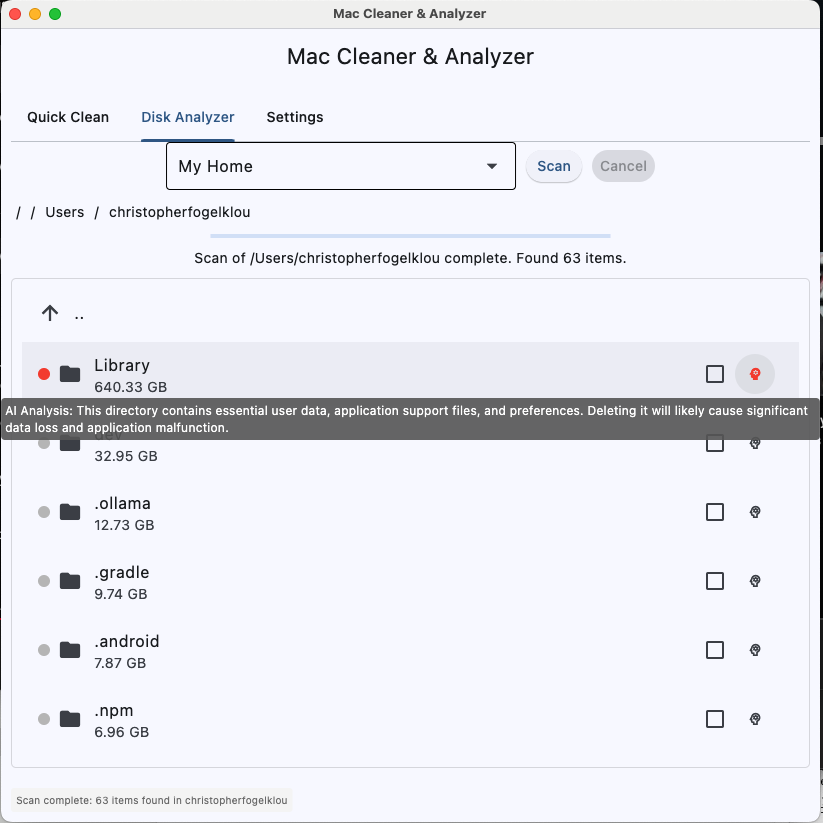 Mac Cleaner & Analyzer
Mac Cleaner & Analyzer
Quick Clean Disk Analyzer Settings
My Home Scan Cancel
/ / Users / christopherfogelklou
Scan of /Users/christopherfogelklou complete. Found 63 items.
..
Library
640.33 GB
AI Analysis: This directory contains essential user data, application support files, and preferences. Deleting it will likely cause significant
data loss and application malfunction.
dev
32.95 GB
.ollama
12.73 GB
.gradle
9.74 GB
.android
7.87 GB
.npm
6.96 GB
Scan complete: 63 items found in christopherfogelklou